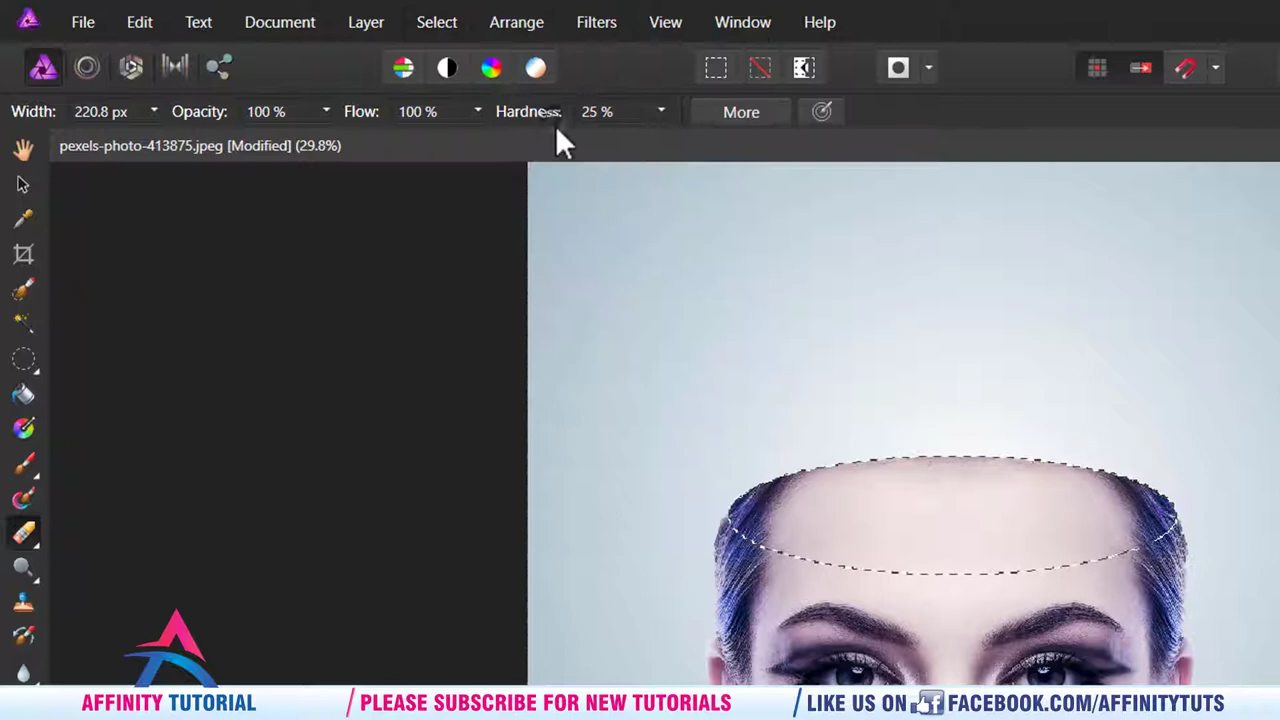 File Edit Text Document Layer Select Arrange Filters View Window Help
Width: 220.8 px Opacity: 100 % Flow: 100 % Hardness: 25 % More
pexels-photo-413875.jpeg [Modified] (29.8%)
AFFINITY TUTORIAL PLEASE SUBSCRIBE FOR NEW TUTORIALS LIKE US ON FACEBOOK.COM/AFFINITYTUTS